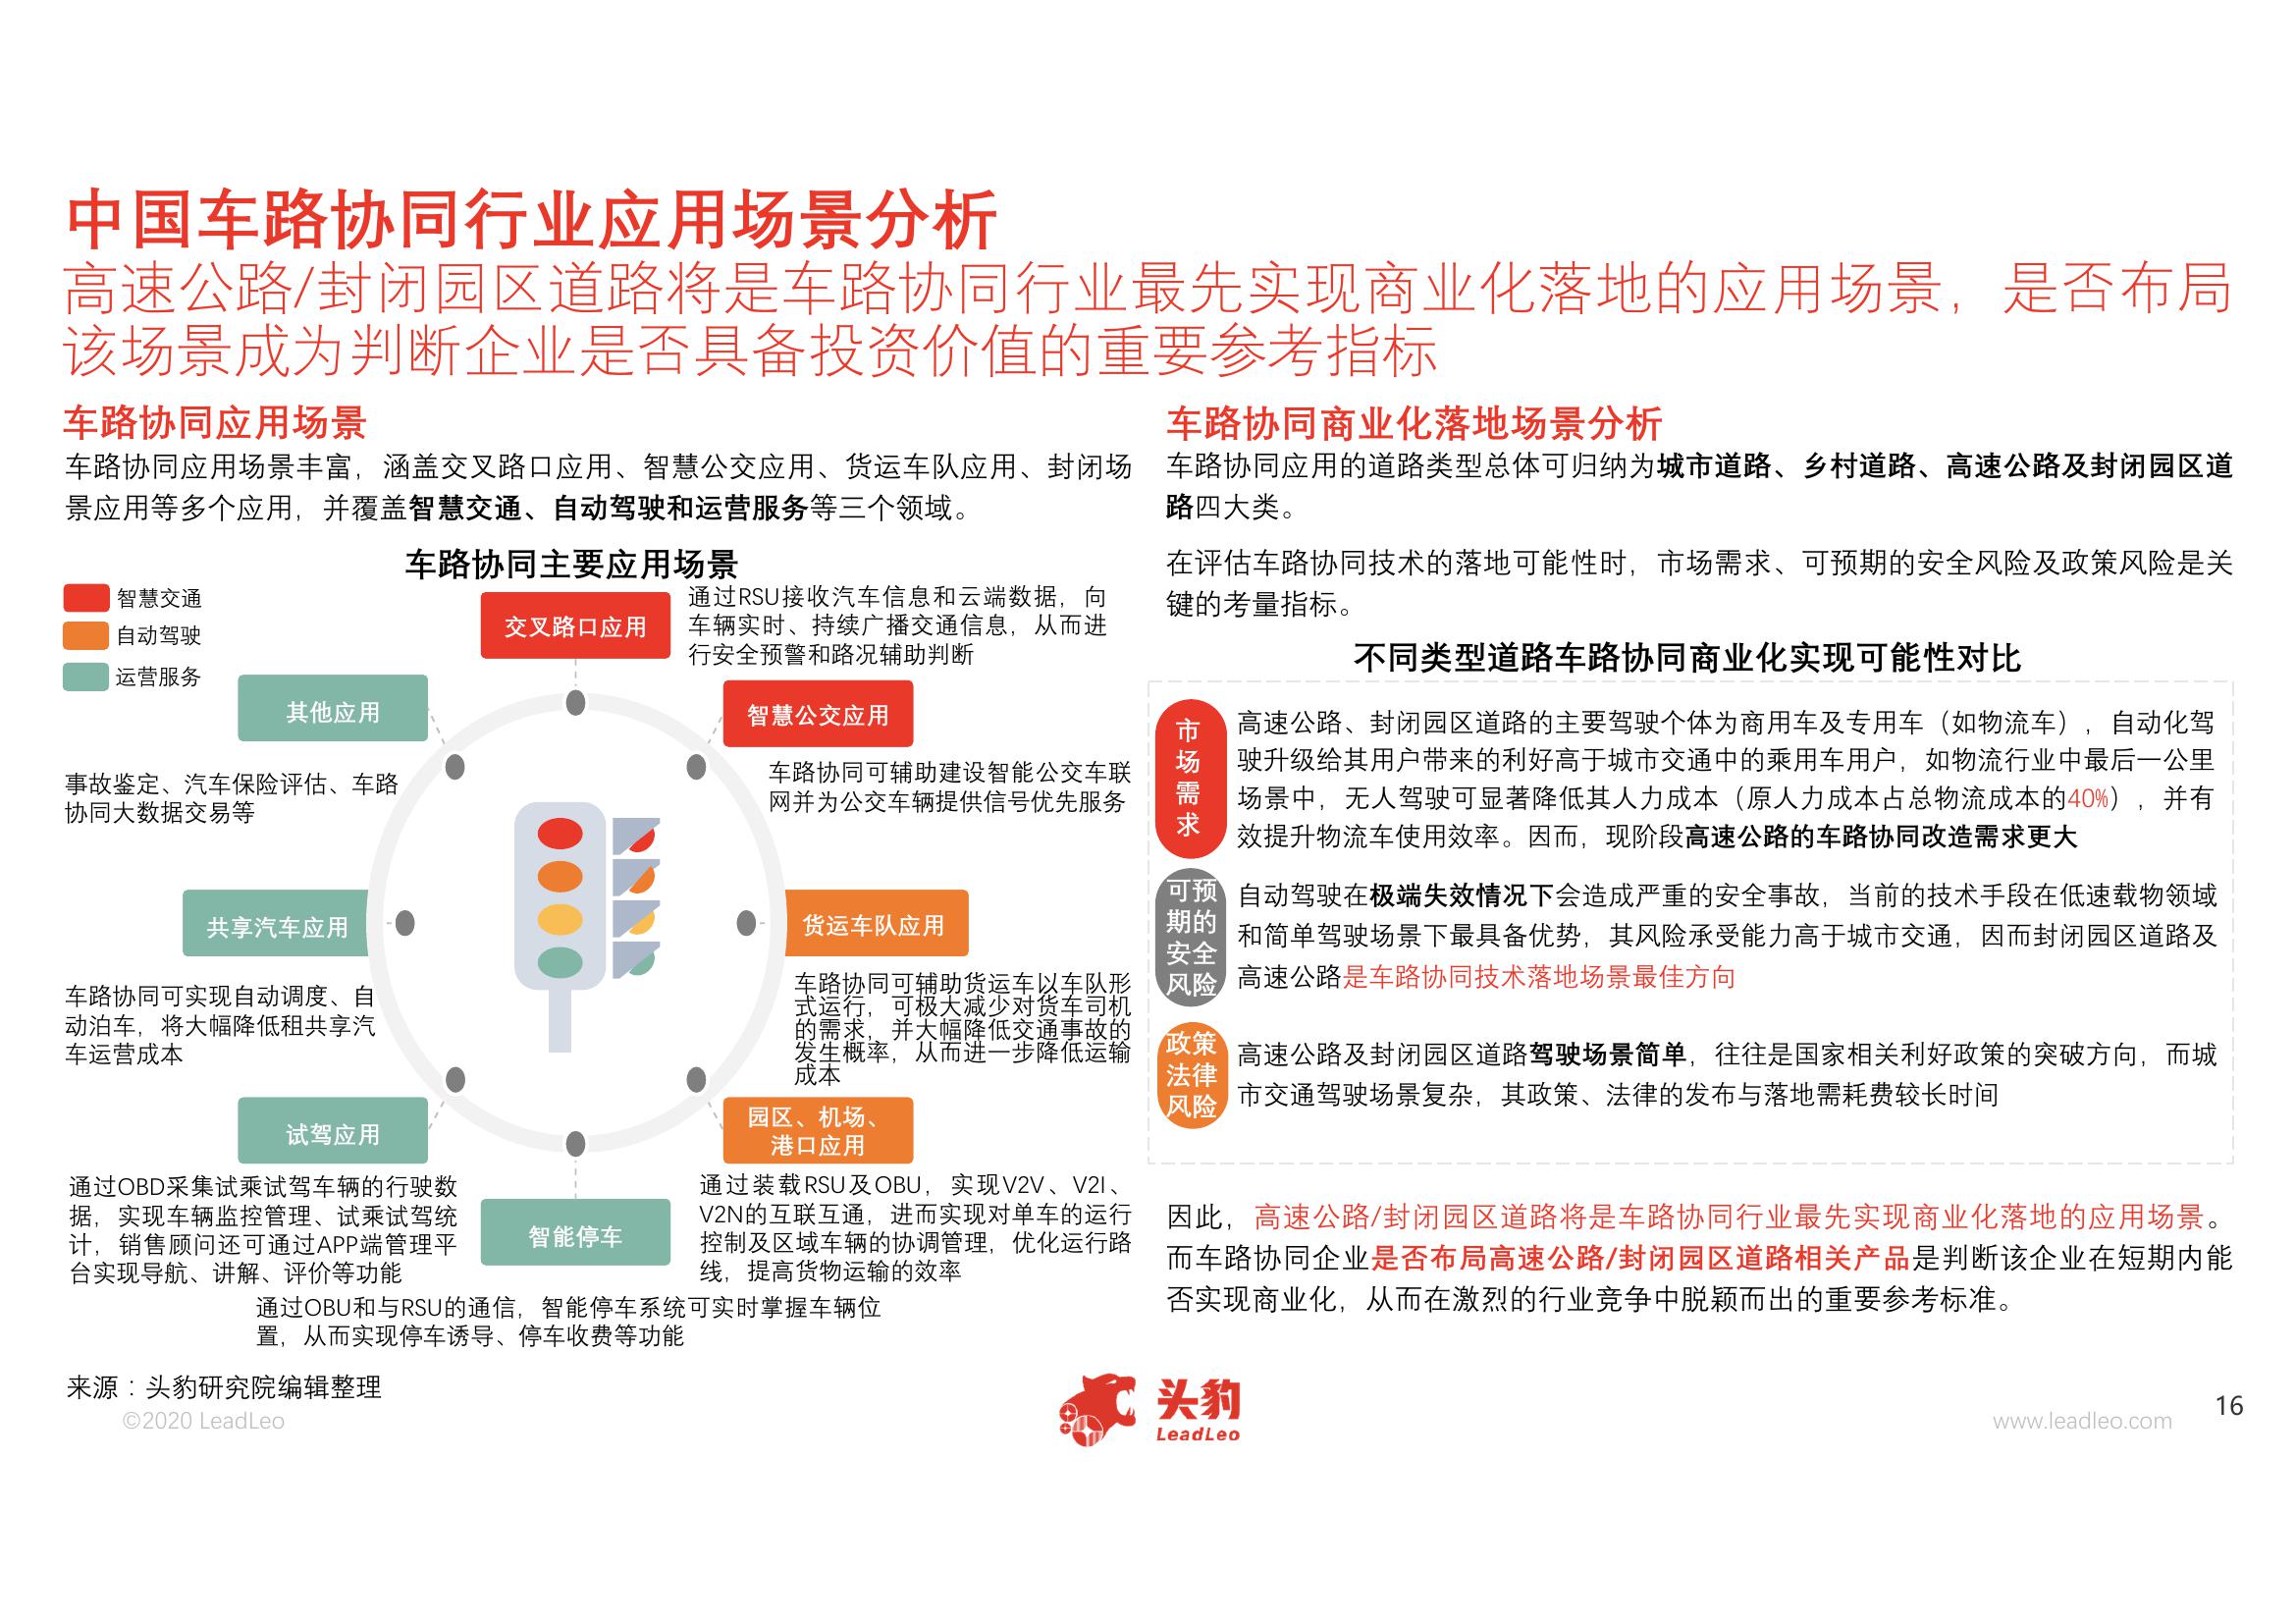 中国车路协同行业应用场景分析
高速公路/封闭园区道路将是车路协同行业最先实现商业化落地的应用场景，是否布局
该场景成为判断企业是否具备投资价值的重要参考指标
车路协同应用场景
车路协同应用场景丰富，涵盖交叉路口应用、智慧公交应用、货运车队应用、封闭场
景应用等多个应用，并覆盖智慧交通、自动驾驶和运营服务等三个领域。
车路协同主要应用场景
智慧交通
自动驾驶
运营服务
交叉路口应用
通过RSU接收汽车信息和云端数据，向
车辆实时、持续广播交通信息，从而进
行安全预警和路况辅助判断
智慧公交应用
车路协同可辅助建设智能公交车联
网并为公交车辆提供信号优先服务
货运车队应用
车路协同可辅助货运车以车队形
式运行，可极大减少对货车司机
的需求，并大幅降低交通事故的
发生概率，从而进一步降低运输
成本
园区、机场、
港口应用
通过装载RSU及OBU，实现V2V、V2I、
V2N的互联互通，进而实现对单车的运行
控制及区域车辆的协调管理，优化运行路
线，提高货物运输的效率
智能停车
通过OBU和与RSU的通信，智能停车系统可实时掌握车辆位
置，从而实现停车诱导、停车收费等功能
试驾应用
通过OBD采集试乘试驾车辆的行驶数
据，实现车辆监控管理、试乘试驾统
计，销售顾问还可通过APP端管理平
台实现导航、讲解、评价等功能
共享汽车应用
车路协同可实现自动调度、自
动泊车，将大幅降低租共享汽
车运营成本
其他应用
事故鉴定、汽车保险评估、车路
协同大数据交易等
车路协同商业化落地场景分析
车路协同应用的道路类型总体可归纳为城市道路、乡村道路、高速公路及封闭园区道
路四大类。
在评估车路协同技术的落地可能性时，市场需求、可预期的安全风险及政策风险是关
键的考量指标。
不同类型道路车路协同商业化实现可能性对比
市
场
需
求
高速公路、封闭园区道路的主要驾驶个体为商用车及专用车（如物流车），自动化驾
驶升级给其用户带来的利好高于城市交通中的乘用车用户，如物流行业中最后一公里
场景中，无人驾驶可显著降低其人力成本（原人力成本占总物流成本的40%），并有
效提升物流车使用效率。因而，现阶段高速公路的车路协同改造需求更大
可预
期的
安全
风险
自动驾驶在极端失效情况下会造成严重的安全事故，当前的技术手段在低速载物领域
和简单驾驶场景下最具备优势，其风险承受能力高于城市交通，因而封闭园区道路及
高速公路是车路协同技术落地场景最佳方向
政策
法律
风险
高速公路及封闭园区道路驾驶场景简单，往往是国家相关利好政策的突破方向，而城
市交通驾驶场景复杂，其政策、法律的发布与落地需耗费较长时间
因此，高速公路/封闭园区道路将是车路协同行业最先实现商业化落地的应用场景。
而车路协同企业是否布局高速公路/封闭园区道路相关产品是判断该企业在短期内能
否实现商业化，从而在激烈的行业竞争中脱颖而出的重要参考标准。
来源：头豹研究院编辑整理
©2020 LeadLeo
头豹
LeadLeo
www.leadleo.com
16